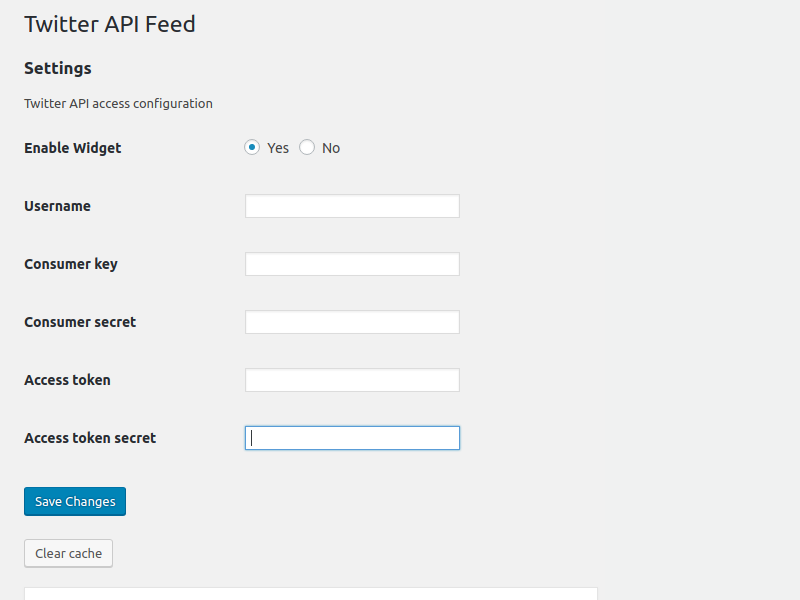 Twitter API Feed
Settings
Twitter API access configuration
Enable Widget Yes No
Username
Consumer key
Consumer secret
Access token
Access token secret
Save Changes
Clear cache